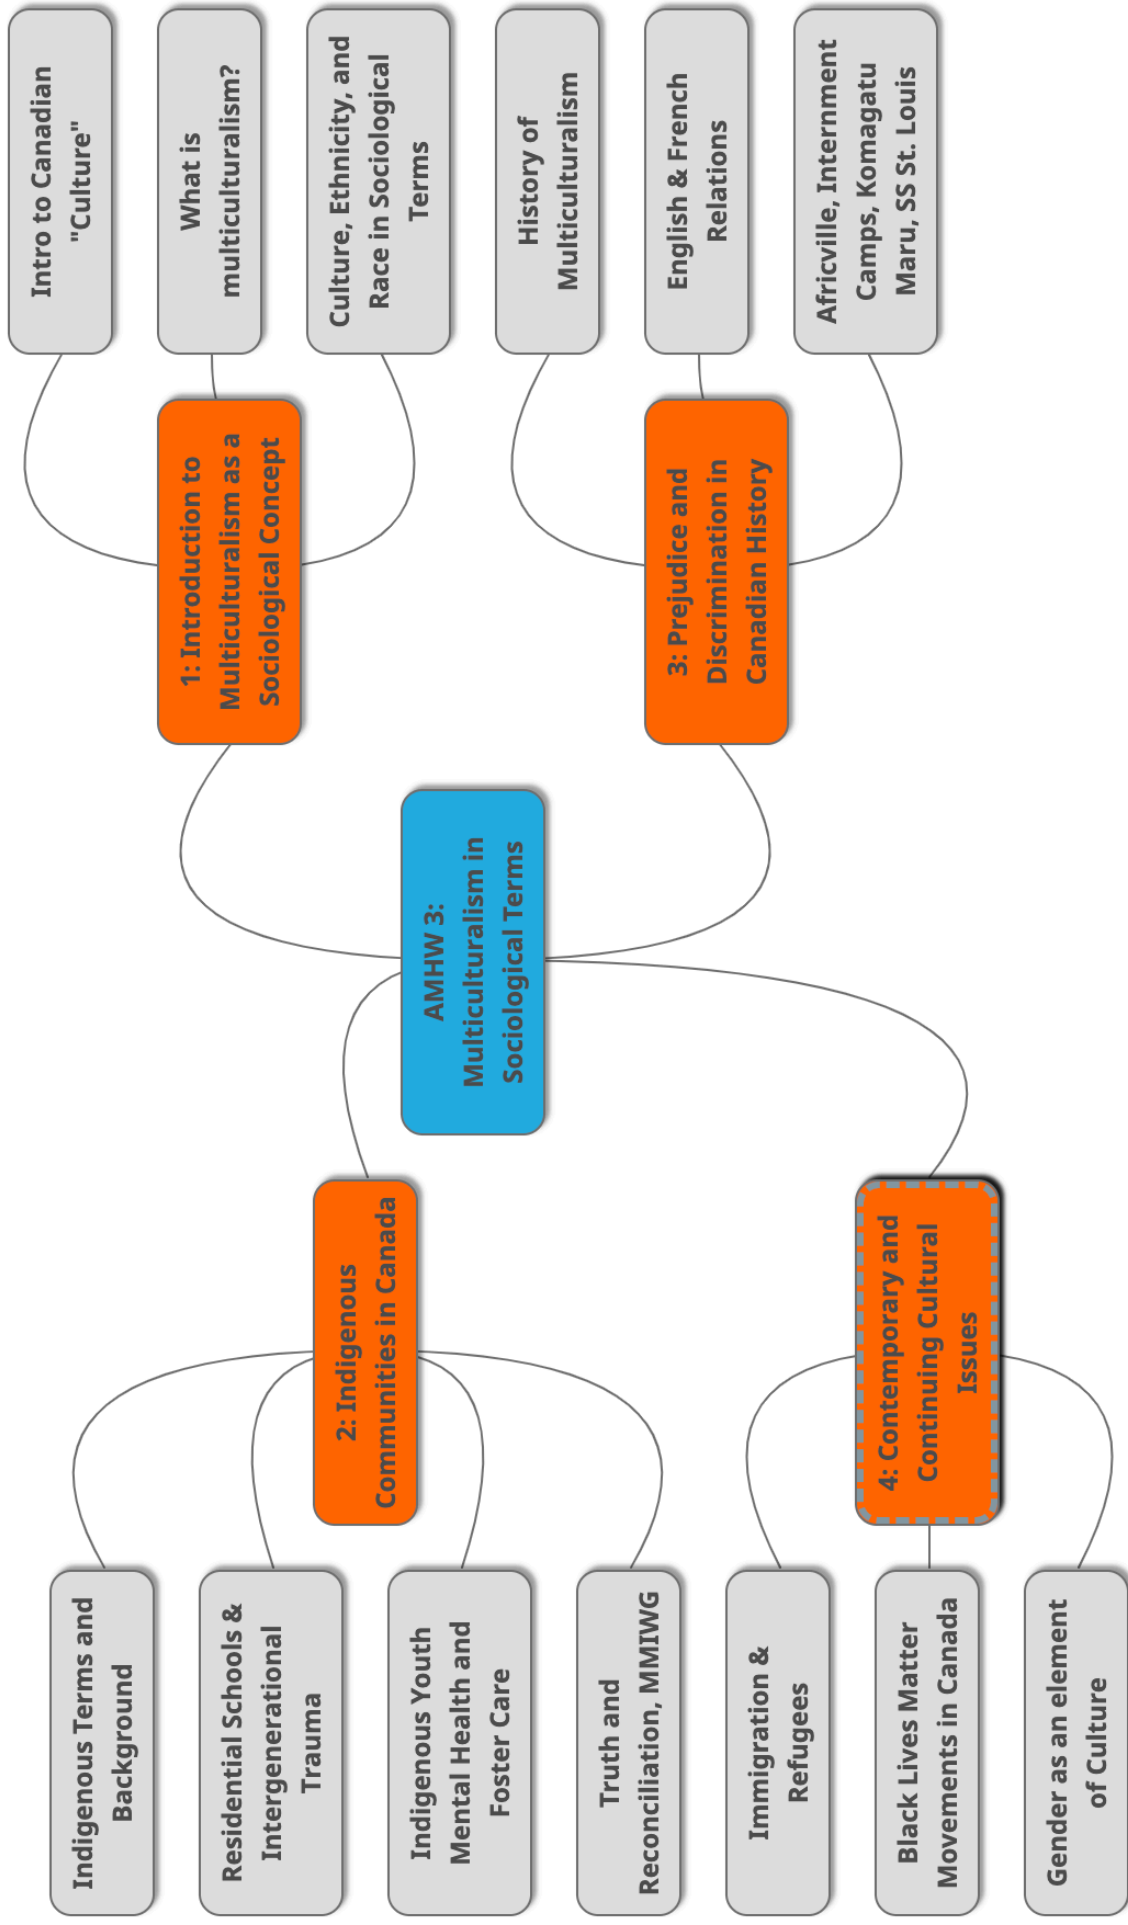 AMHW 3:
Multiculturalism in
Sociological Terms
1: Introduction to
Multiculturalism as a
Sociological Concept
Intro to Canadian
"Culture"
What is
multiculturalism?
Culture, Ethnicity, and
Race in Sociological
Terms
2: Indigenous
Communities in Canada
Indigenous Terms and
Background
Residential Schools &
Intergenerational
Trauma
Indigenous Youth
Mental Health and
Foster Care
Truth and
Reconciliation, MMIWG
3: Prejudice and
Discrimination in
Canadian History
History of
Multiculturalism
English & French
Relations
Africville, Internment
Camps, Komagatu
Maru, SS St. Louis
4: Contemporary and
Continuing Cultural
Issues
Immigration &
Refugees
Black Lives Matter
Movements in Canada
Gender as an element
of Culture